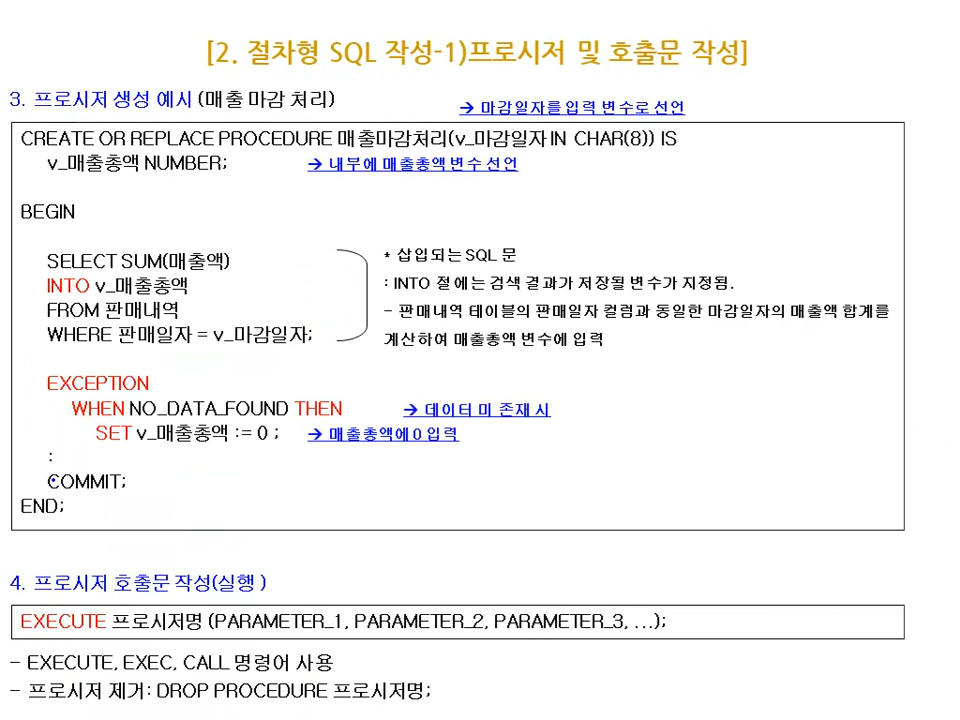 [2. 절차형 SQL 작성-1)프로시저 및 호출문 작성]
3. 프로시저 생성 예시 (매출 마감 처리)
→ 마감일자를 입력 변수로 선언
CREATE OR REPLACE PROCEDURE 매출마감처리(v_마감일자 IN CHAR(8)) IS
v_매출총액 NUMBER; → 내부에 매출총액 변수 선언
BEGIN
SELECT SUM(매출액)
INTO v_매출총액
FROM 판매내역
WHERE 판매일자 = v_마감일자;
* 삽입되는 SQL 문
: INTO 절에는 검색 결과가 저장될 변수가 지정됨.
- 판매내역 테이블의 판매일자 컬럼과 동일한 마감일자의 매출액 합계를
계산하여 매출총액 변수에 입력
EXCEPTION
WHEN NO_DATA_FOUND THEN → 데이터 미 존재 시
SET v_매출총액 := 0 ; → 매출총액에 0 입력
:
COMMIT;
END;
4. 프로시저 호출문 작성(실행 )
EXECUTE 프로시저명 (PARAMETER_1, PARAMETER_2, PARAMETER_3, ...);
- EXECUTE, EXEC, CALL 명령어 사용
- 프로시저 제거: DROP PROCEDURE 프로시저명;